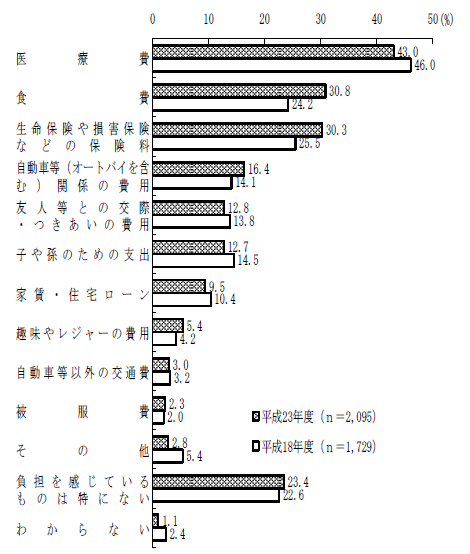 0 10 20 30 40 50 (%)
医療費 43.0
46.0
食費 30.8
24.2
生命保険や損害保険 30.3
などの保険料 25.5
自動車等(オートバイを含 16.4
む)関係の費用 14.1
友人等との交際 12.8
・つきあいの費用 13.8
子や孫のための支出 12.7
14.5
家賃・住宅ローン 9.5
10.4
趣味やレジャーの費用 5.4
4.2
自動車等以外の交通費 3.0
3.2
被服費 2.3
2.0
平成23年度(n=2,095)
その他 2.8
5.4
平成18年度(n=1,729)
負担を感じている 23.4
ものは特にない 22.6
わからない 1.1
2.4